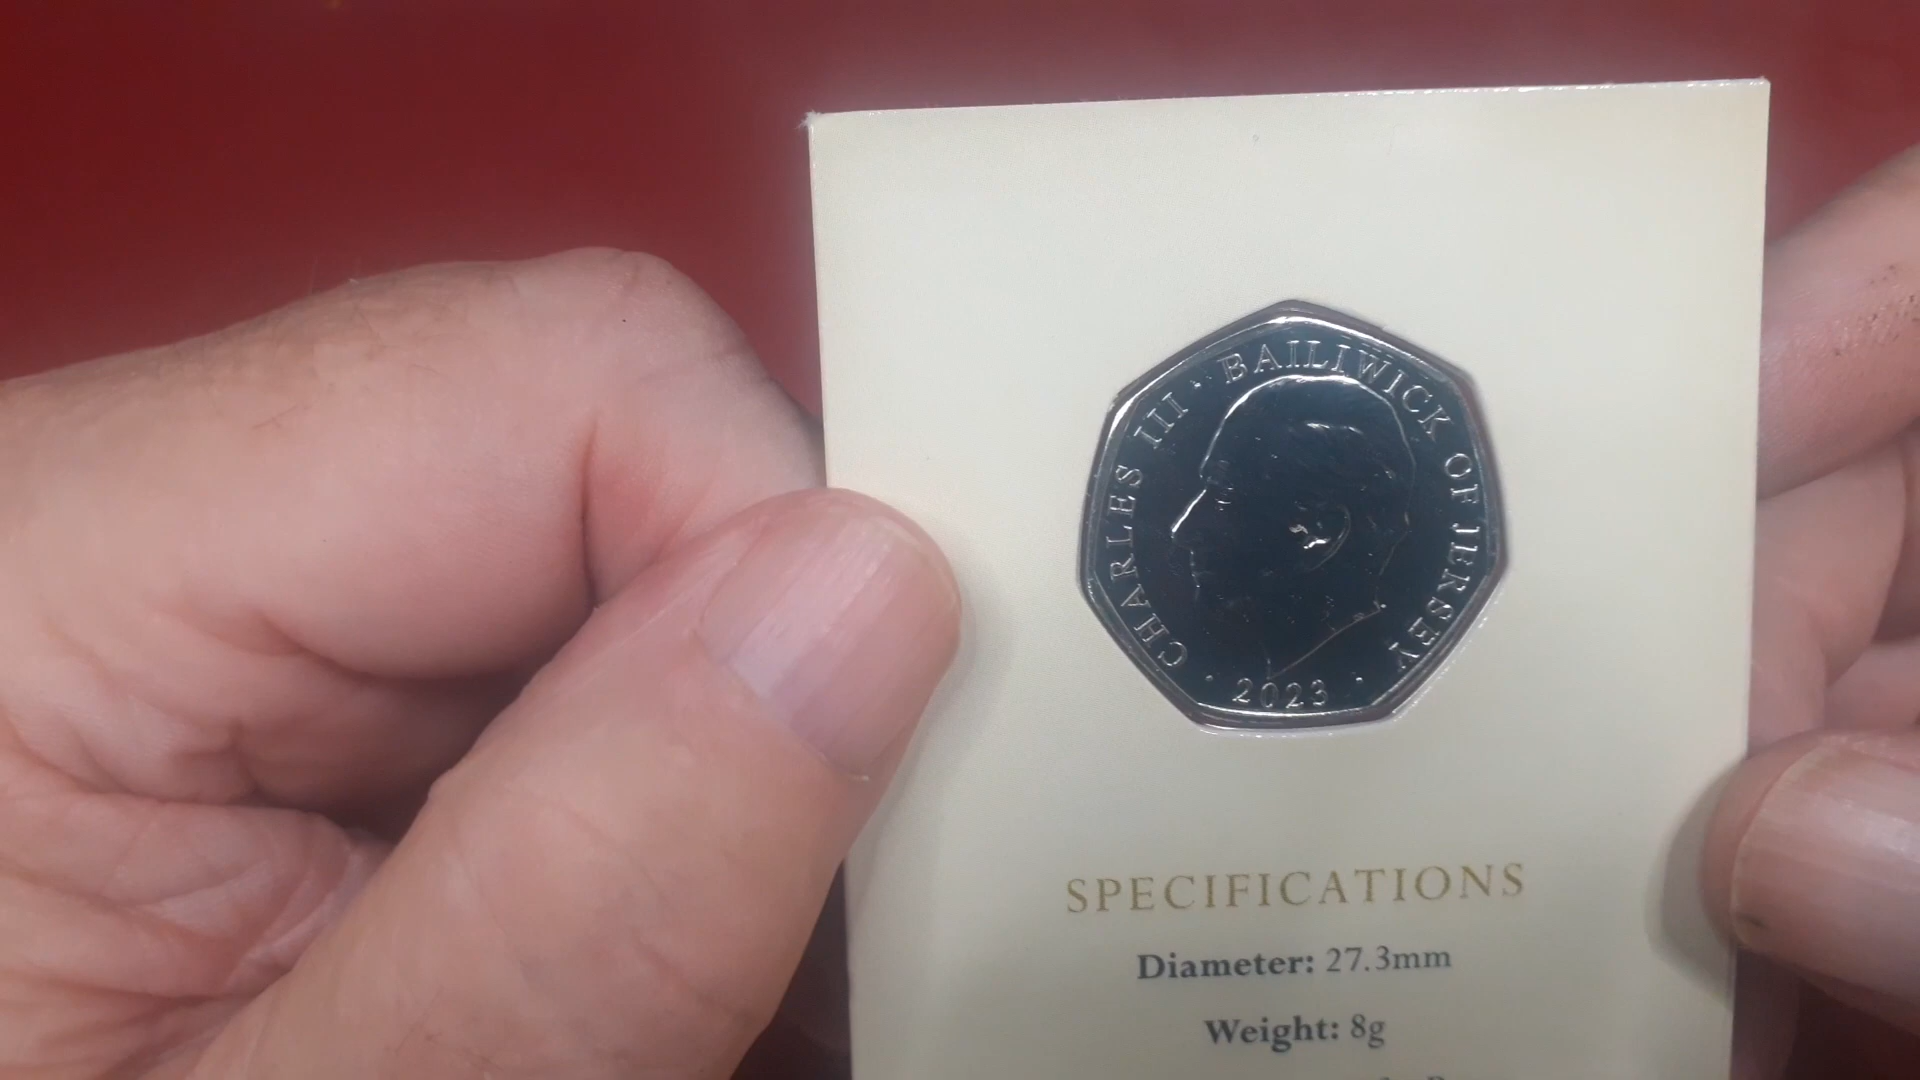 CHARLES III · BAILIWICK OF JERSEY
· 2023 ·
SPECIFICATIONS
Diameter: 27.3mm
Weight: 8g